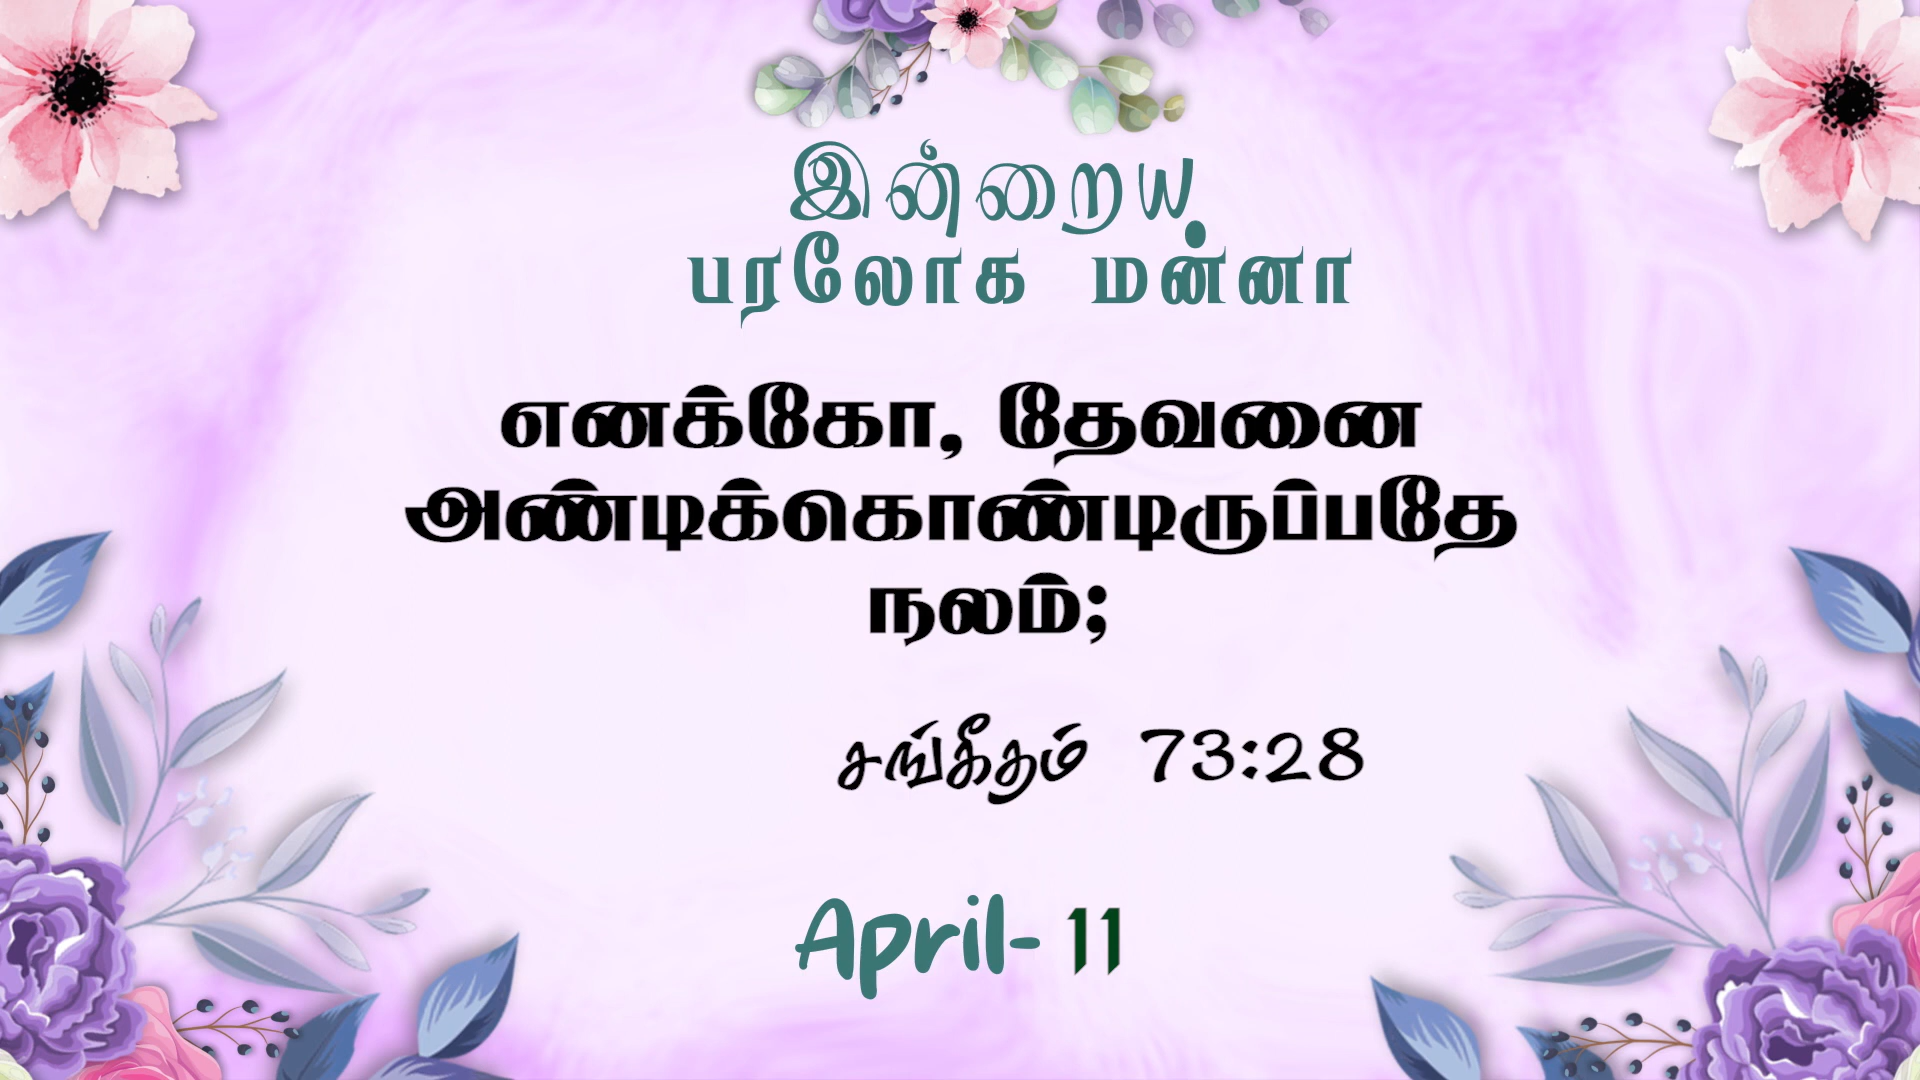 இன்றைய
பரலோக மன்னா
எனக்கோ, தேவனை
அண்டிக்கொண்டிருப்பதே
நலம்;
சங்கீதம் 73:28
April- 11